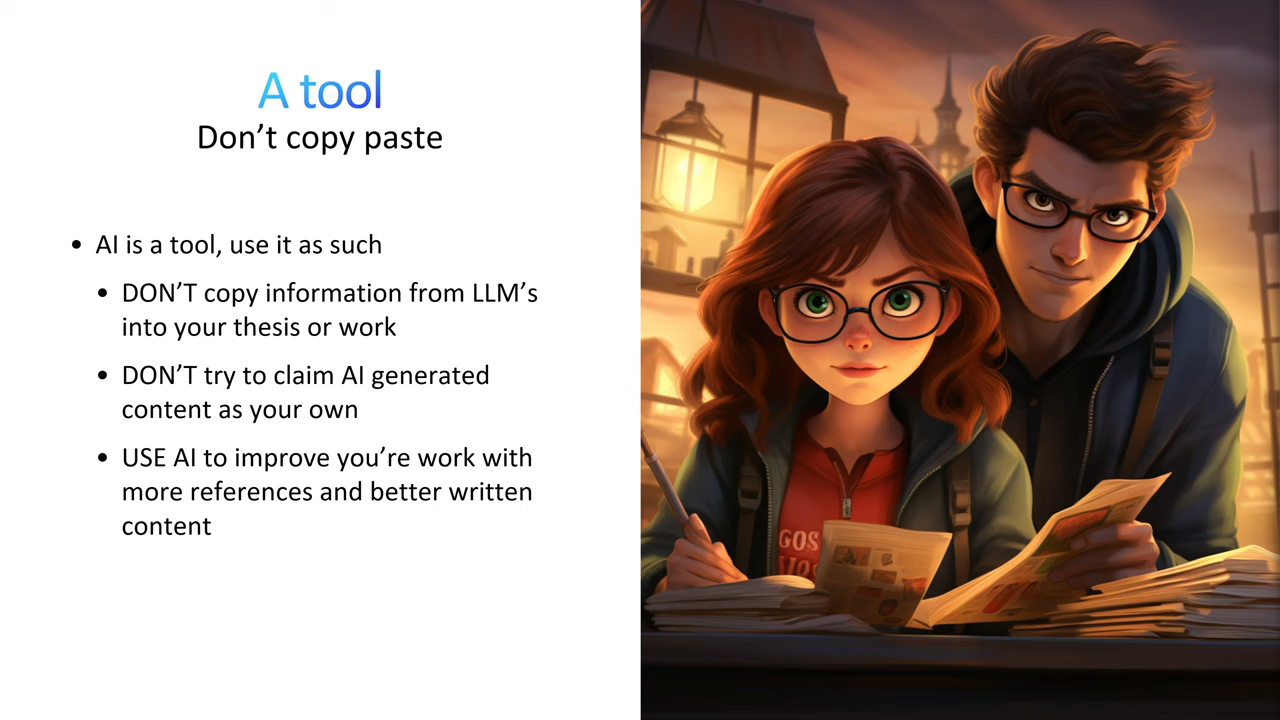 A tool
Don’t copy paste
• AI is a tool, use it as such
• DON’T copy information from LLM’s
into your thesis or work
• DON’T try to claim AI generated
content as your own
• USE AI to improve you’re work with
more references and better written
content
GOS